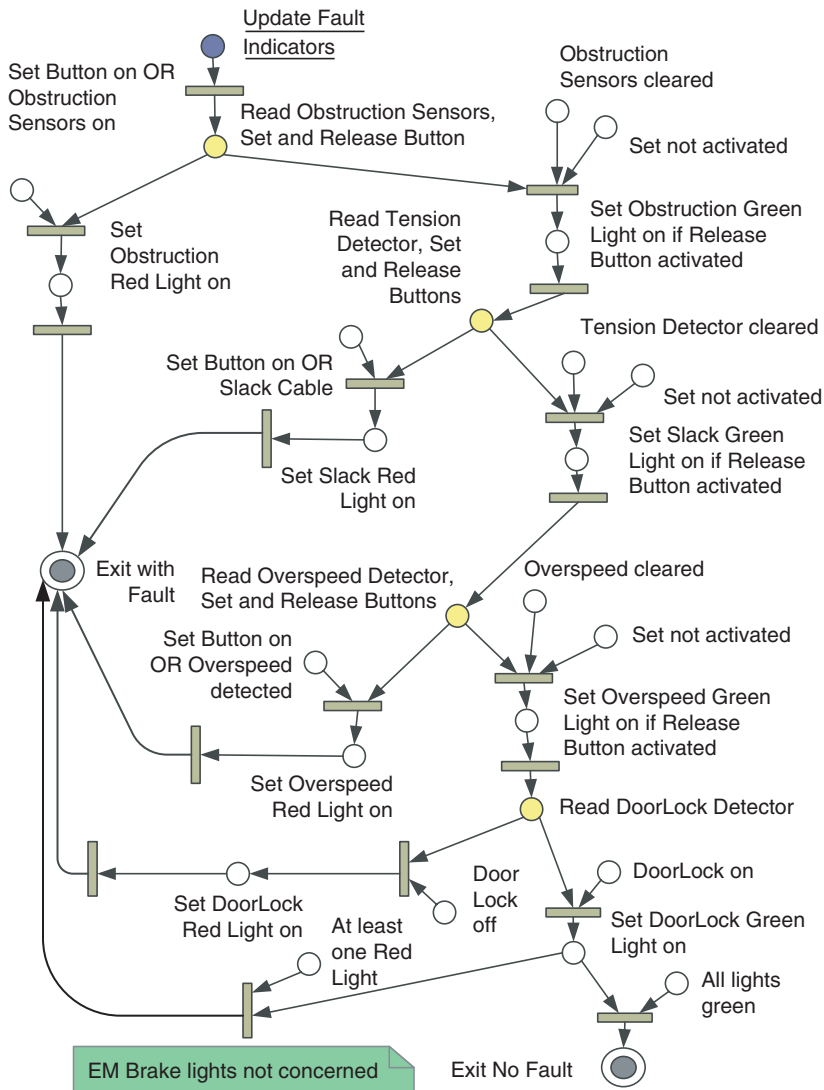 Update Fault
Indicators
Set Button on OR
Obstruction
Sensors on
Obstruction
Sensors cleared
Read Obstruction Sensors,
Set and Release Button
Set not activated
Set
Obstruction
Red Light on
Read Tension
Detector, Set
and Release
Buttons
Set Obstruction Green
Light on if Release
Button activated
Tension Detector cleared
Set Button on OR
Slack Cable
Set not activated
Set Slack Green
Light on if Release
Button activated
Set Slack Red
Light on
Exit with
Fault
Read Overspeed Detector,
Set and Release Buttons
Overspeed cleared
Set not activated
Set Button on
OR Overspeed
detected
Set Overspeed Green
Light on if Release
Button activated
Set Overspeed
Red Light on
Read DoorLock Detector
Set DoorLock
Red Light on
Door
Lock
off
DoorLock on
Set DoorLock Green
Light on
At least
one Red
Light
All lights
green
EM Brake lights not concerned
Exit No Fault